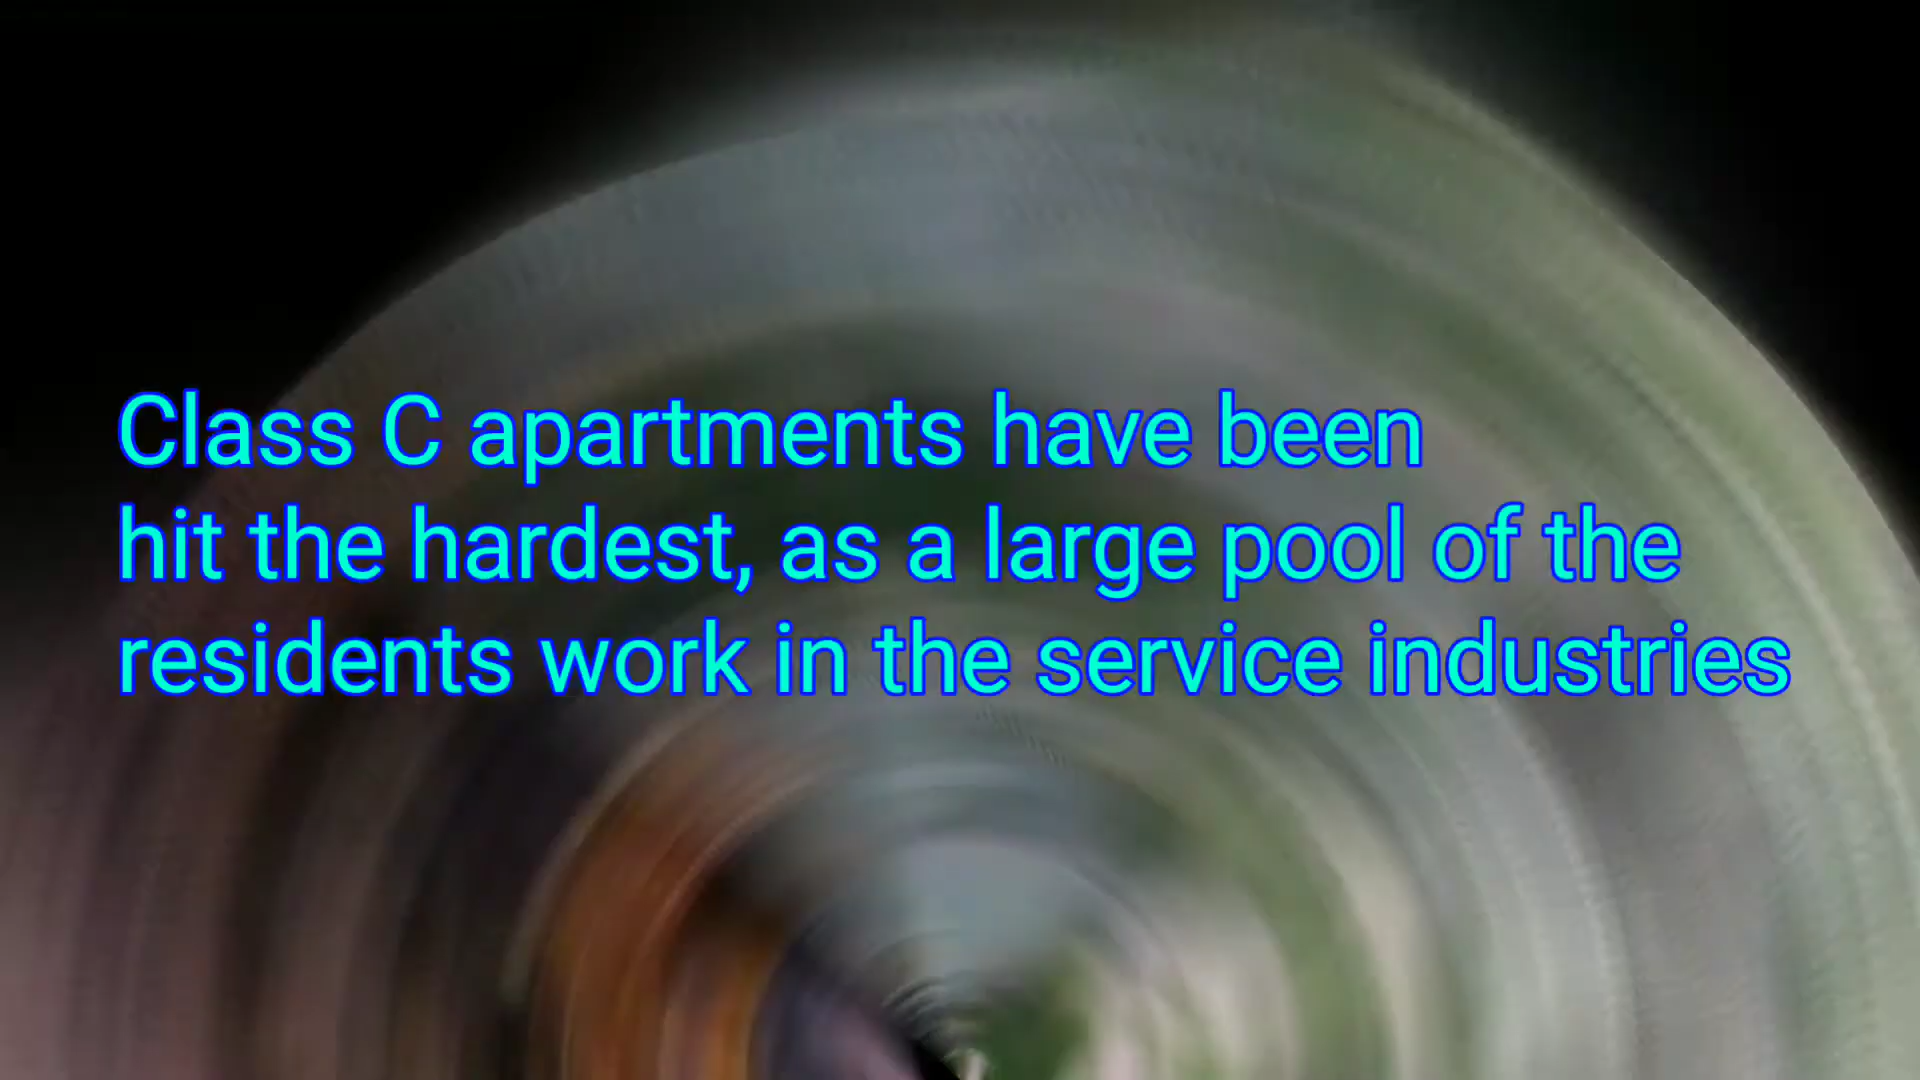 Class C apartments have been
hit the hardest, as a large pool of the
residents work in the service industries